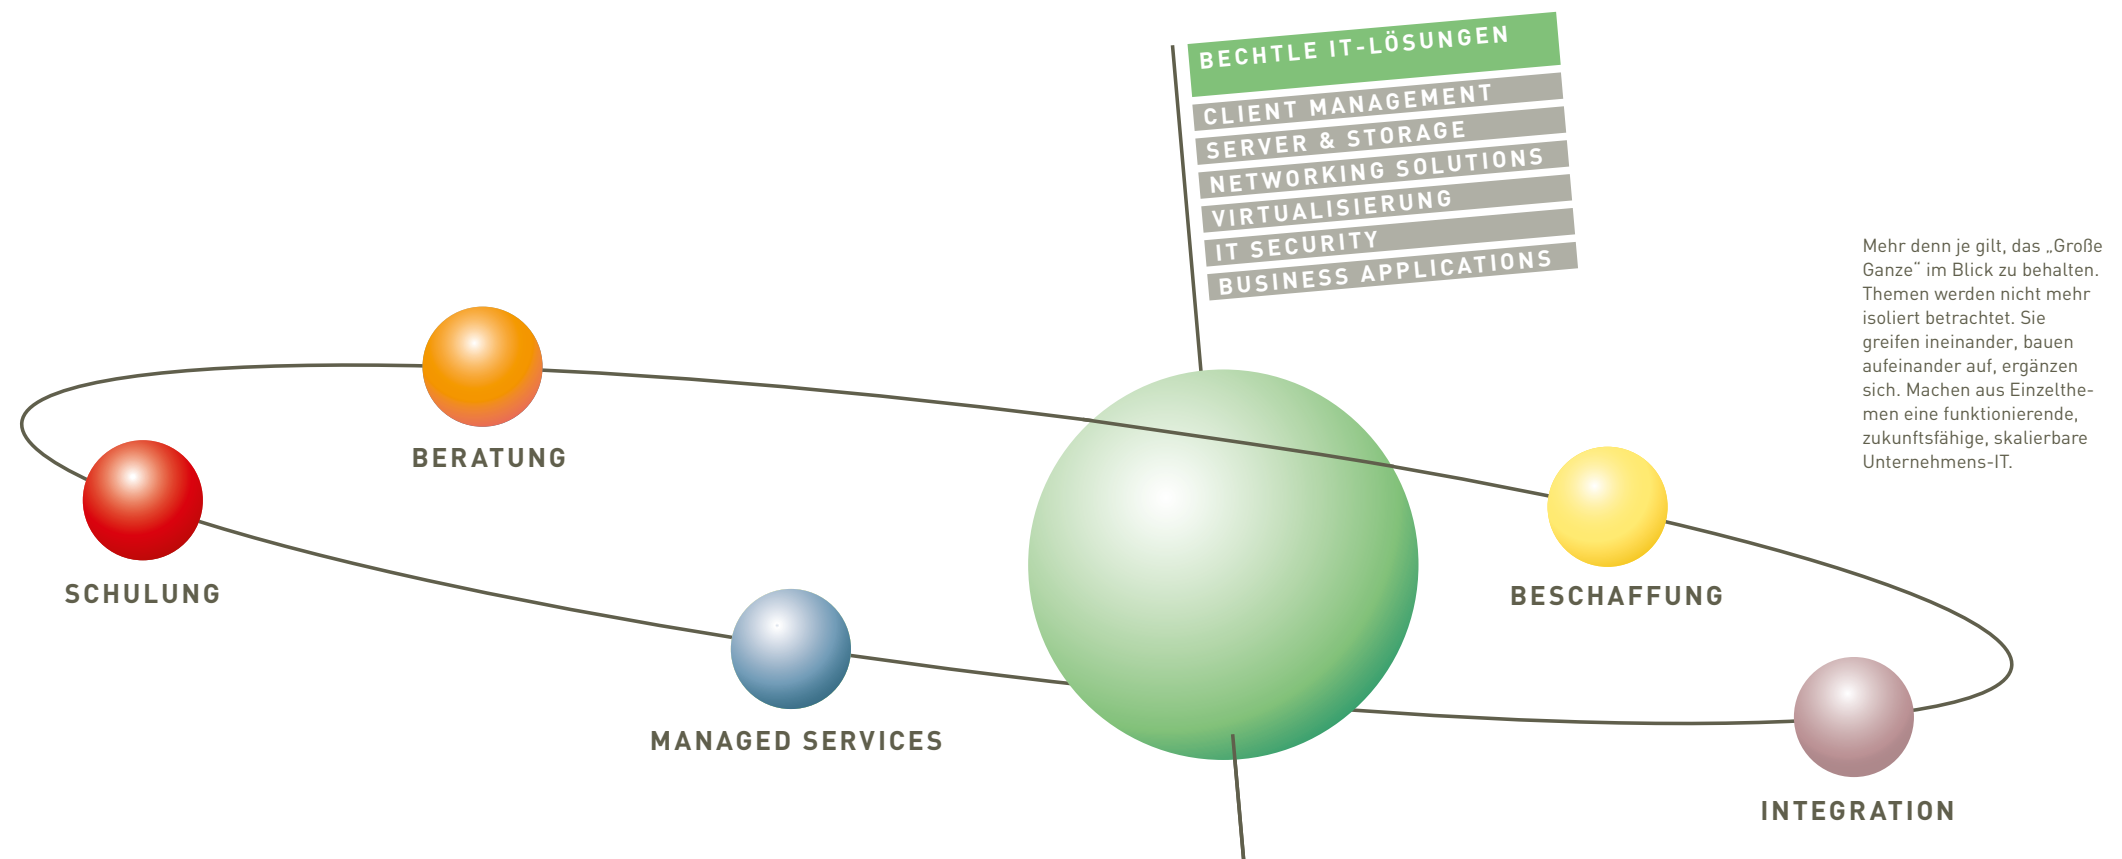 BECHTLE IT-LÖSUNGEN
CLIENT MANAGEMENT
SERVER & STORAGE
NETWORKING SOLUTIONS
VIRTUALISIERUNG
IT SECURITY
BUSINESS APPLICATIONS
Mehr denn je gilt, das „Große
Ganze“ im Blick zu behalten.
Themen werden nicht mehr
isoliert betrachtet. Sie
greifen ineinander, bauen
aufeinander auf, ergänzen
sich. Machen aus Einzelthe-
men eine funktionierende,
zukunftsfähige, skalierbare
Unternehmens-IT.
BERATUNG
SCHULUNG
BESCHAFFUNG
MANAGED SERVICES
INTEGRATION